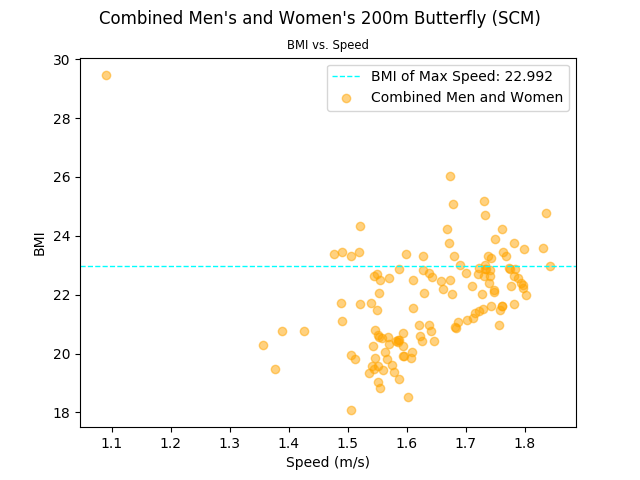 Combined Men's and Women's 200m Butterfly (SCM)
BMI vs. Speed
BMI of Max Speed: 22.992
Combined Men and Women
BMI
30
28
26
24
22
20
18
1.1 1.2 1.3 1.4 1.5 1.6 1.7 1.8
Speed (m/s)